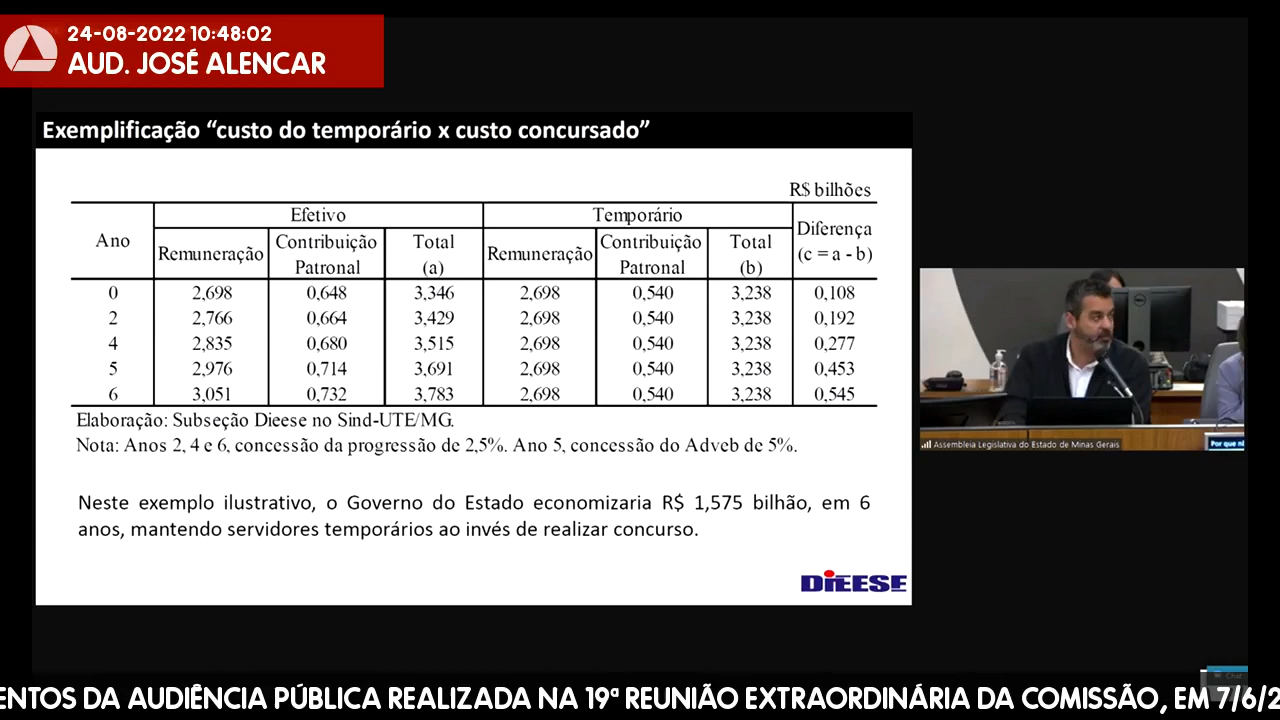 24-08-2022 10:48:02
AUD. JOSÉ ALENCAR
Exemplificação “custo do temporário x custo concursado”
R$ bilhões
Ano Efetivo Temporário Diferença (c = a - b)
Remuneração Contribuição Patronal Total (a) Remuneração Contribuição Patronal Total (b)
0 2,698 0,648 3,346 2,698 0,540 3,238 0,108
2 2,766 0,664 3,429 2,698 0,540 3,238 0,192
4 2,835 0,680 3,515 2,698 0,540 3,238 0,277
5 2,976 0,714 3,691 2,698 0,540 3,238 0,453
6 3,051 0,732 3,783 2,698 0,540 3,238 0,545
Elaboração: Subseção Dieese no Sind-UTE/MG.
Nota: Anos 2, 4 e 6, concessão da progressão de 2,5%. Ano 5, concessão do Adveb de 5%.
Neste exemplo ilustrativo, o Governo do Estado economizaria R$ 1,575 bilhão, em 6
anos, mantendo servidores temporários ao invés de realizar concurso.
DIEESE
Assembleia Legislativa do Estado de Minas Gerais
Por que
Chat
ENTOS DA AUDIÊNCIA PÚBLICA REALIZADA NA 19ª REUNIÃO EXTRAORDINÁRIA DA COMISSÃO, EM 7/6/2